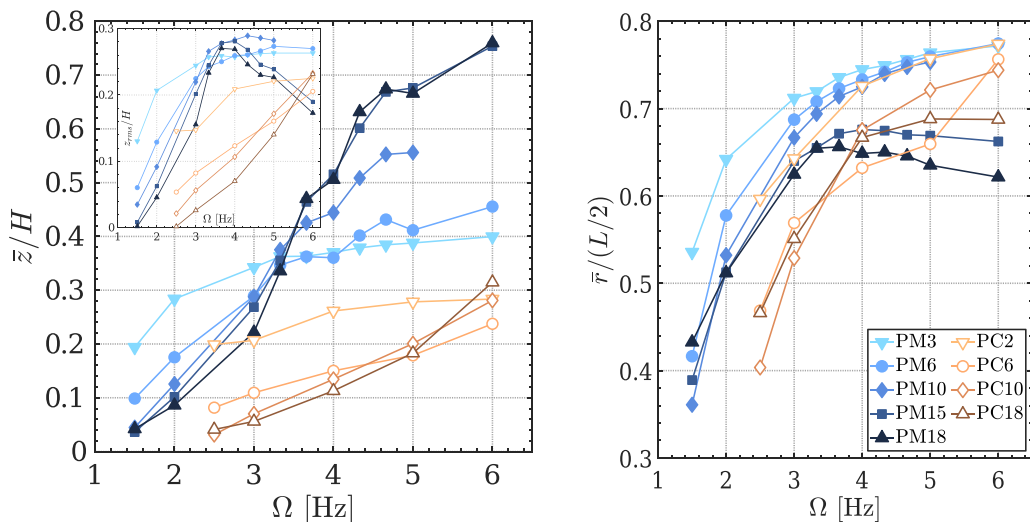 0.8
0.7
0.6
0.5
0.4
0.3
0.2
0.1
0
z̄/H
1 2 3 4 5 6
Ω [Hz]
0.3
0.2
0.1
0
z_rms/H
1 2 3 4 5 6
Ω [Hz]
0.8
0.7
0.6
0.5
0.4
0.3
r̄/(L/2)
1 2 3 4 5 6
Ω [Hz]
PM3 PC2
PM6 PC6
PM10 PC10
PM15 PC18
PM18